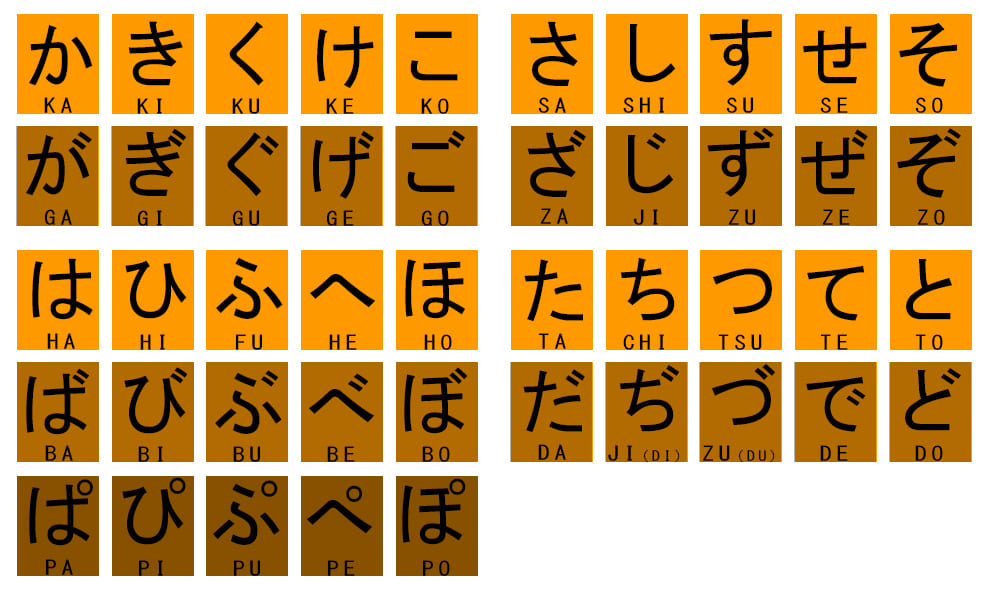 か き く け こ
KA KI KU KE KO
が ぎ ぐ げ ご
GA GI GU GE GO
さ し す せ そ
SA SHI SU SE SO
ざ じ ず ぜ ぞ
ZA JI ZU ZE ZO
は ひ ふ へ ほ
HA HI FU HE HO
ば び ぶ べ ぼ
BA BI BU BE BO
ぱ ぴ ぷ ぺ ぽ
PA PI PU PE PO
た ち つ て と
TA CHI TSU TE TO
だ ぢ づ で ど
DA JI(DI) ZU(DU) DE DO